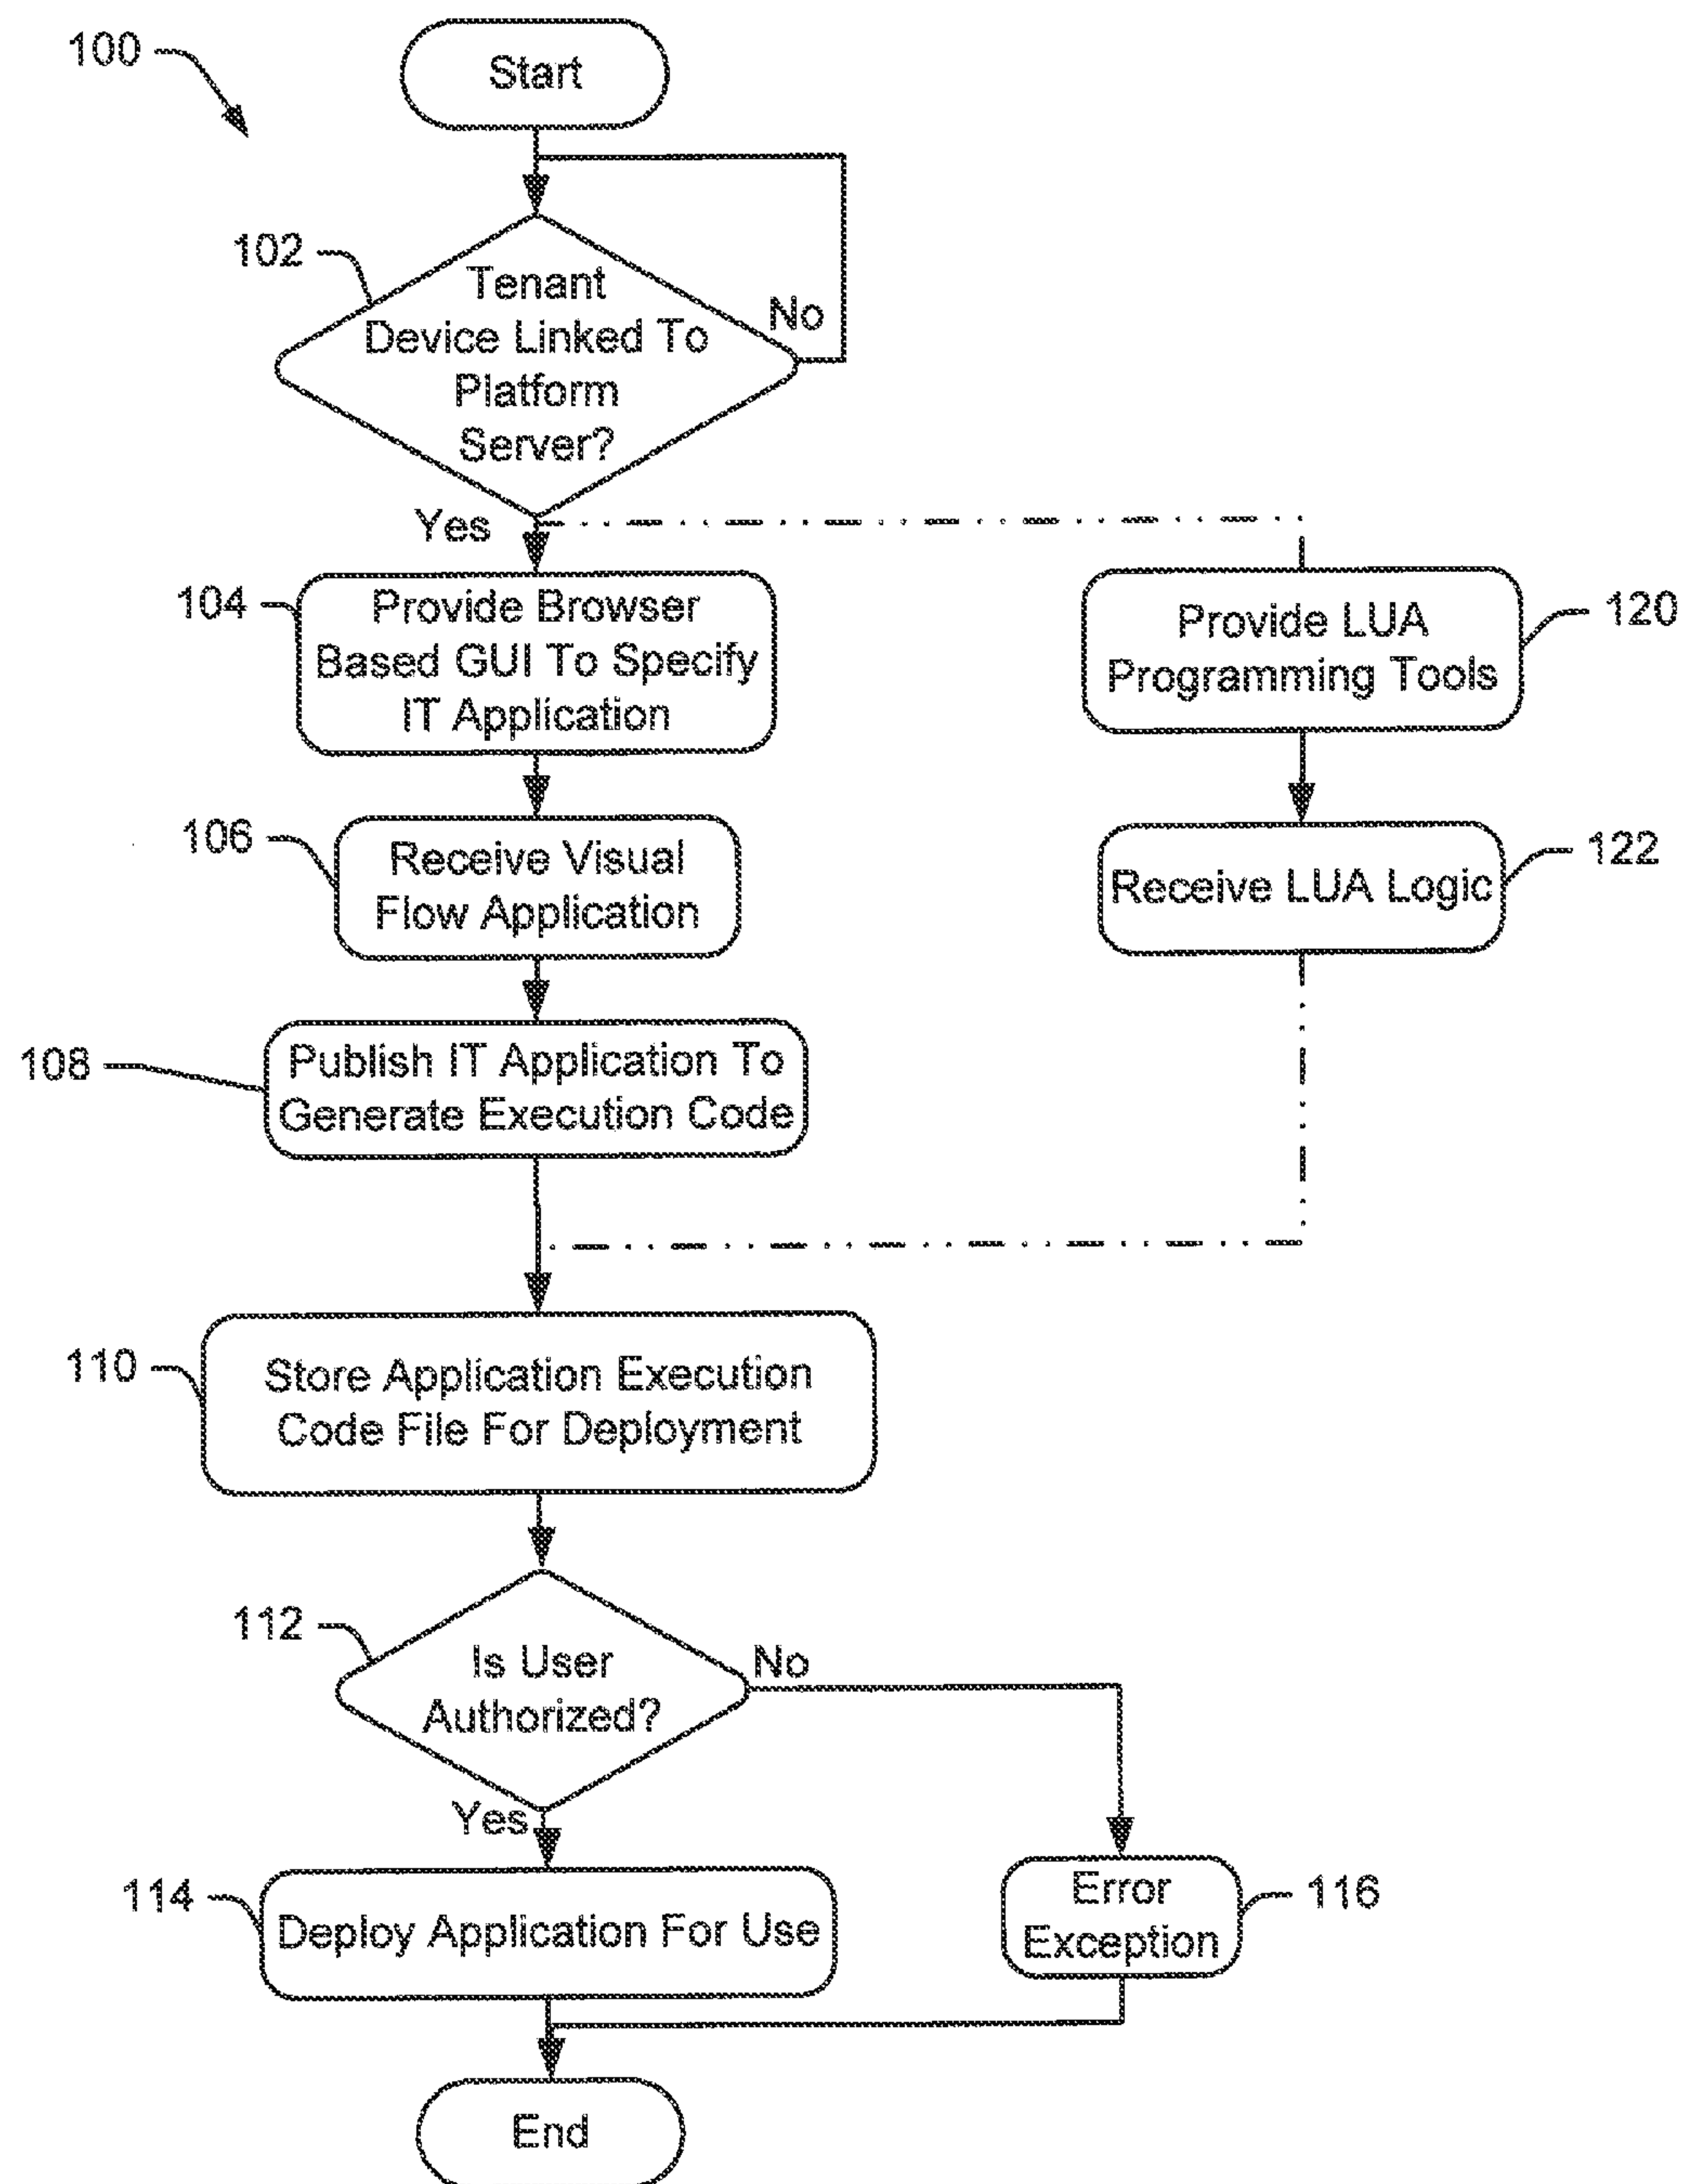 100
Start
102
Tenant
Device Linked To
Platform
Server?
No
Yes
104
Provide Browser
Based GUI To Specify
IT Application
120
Provide LUA
Programming Tools
106
Receive Visual
Flow Application
122
Receive LUA Logic
108
Publish IT Application To
Generate Execution Code
110
Store Application Execution
Code File For Deployment
112
Is User
Authorized?
No
Yes
114
Deploy Application For Use
Error
Exception
116
End